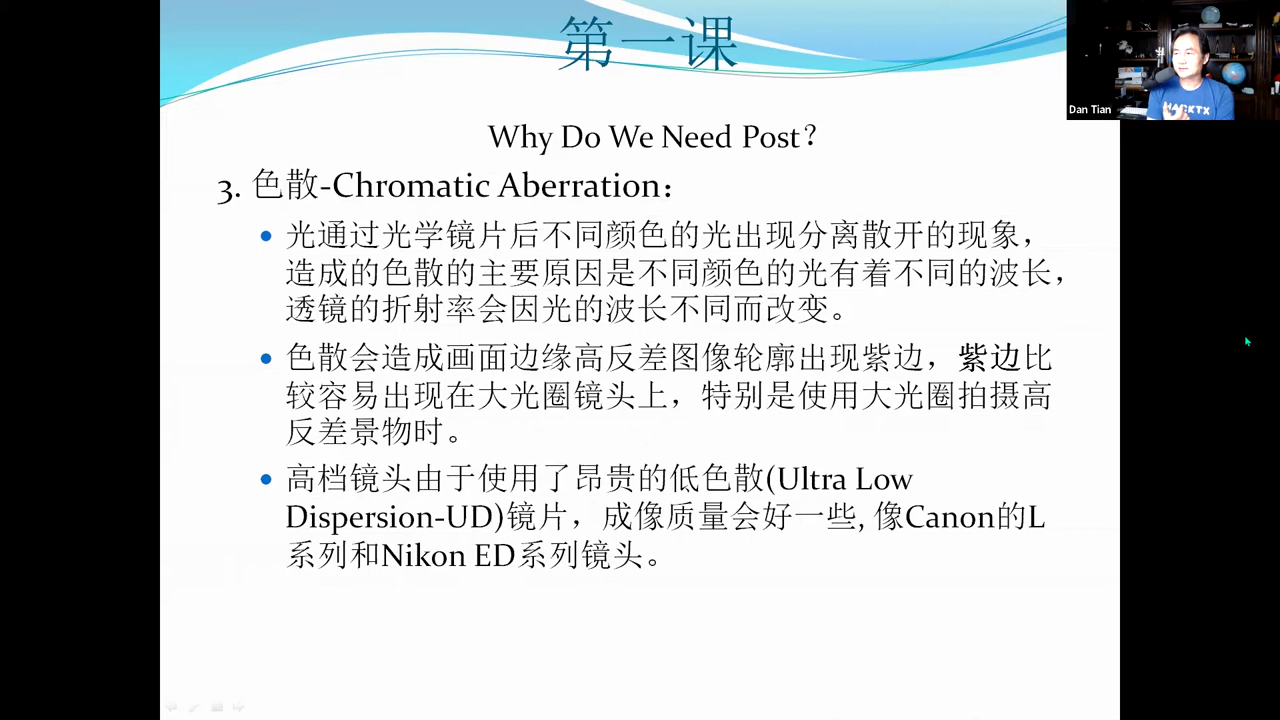 第一课
Why Do We Need Post？
3. 色散-Chromatic Aberration：
光通过光学镜片后不同颜色的光出现分离散开的现象，
造成的色散的主要原因是不同颜色的光有着不同的波长，
透镜的折射率会因光的波长不同而改变。
色散会造成画面边缘高反差图像轮廓出现紫边，紫边比
较容易出现在大光圈镜头上，特别是使用大光圈拍摄高
反差景物时。
高档镜头由于使用了昂贵的低色散(Ultra Low
Dispersion-UD)镜片，成像质量会好一些, 像Canon的L
系列和Nikon ED系列镜头。
Dan Tian
HACKTX